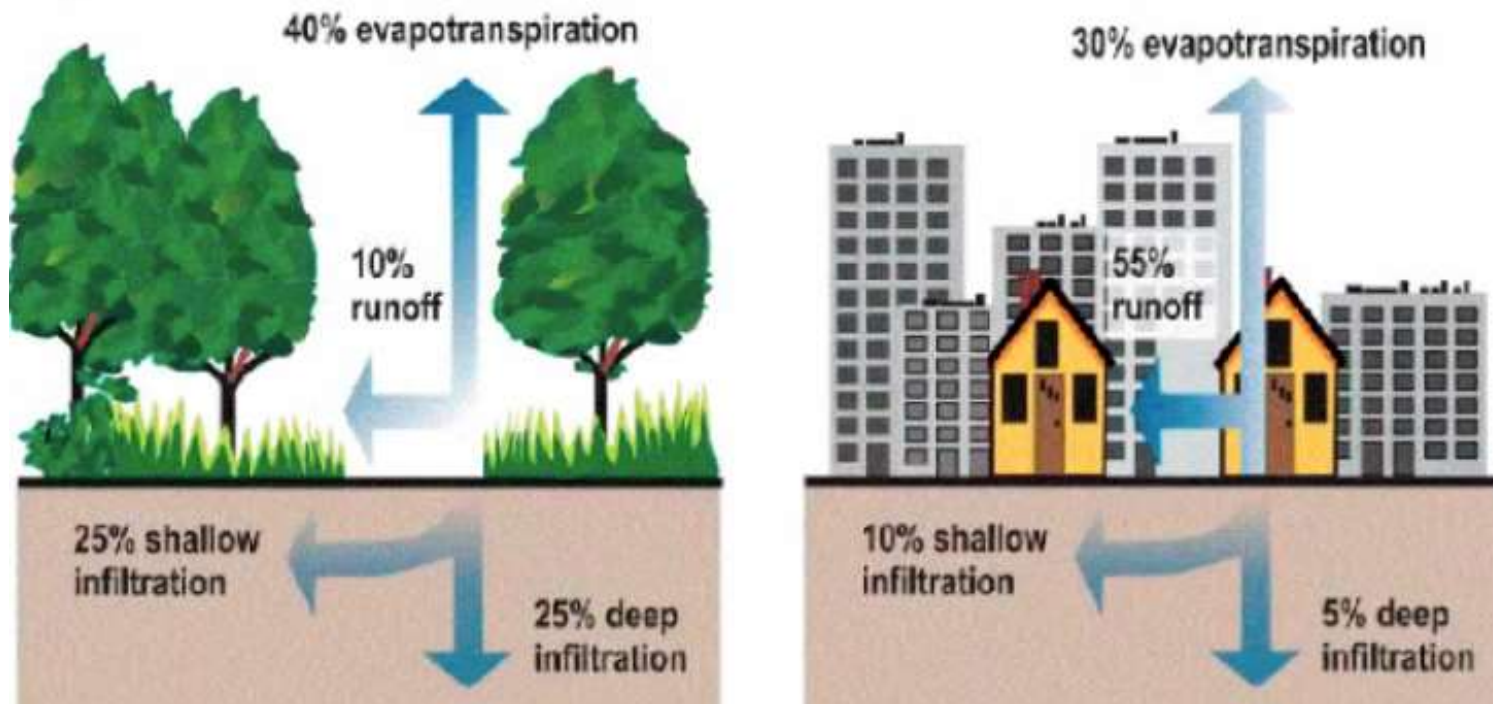 40% evapotranspiration
10%
runoff
25% shallow
infiltration
25% deep
infiltration
30% evapotranspiration
55%
runoff
10% shallow
infiltration
5% deep
infiltration